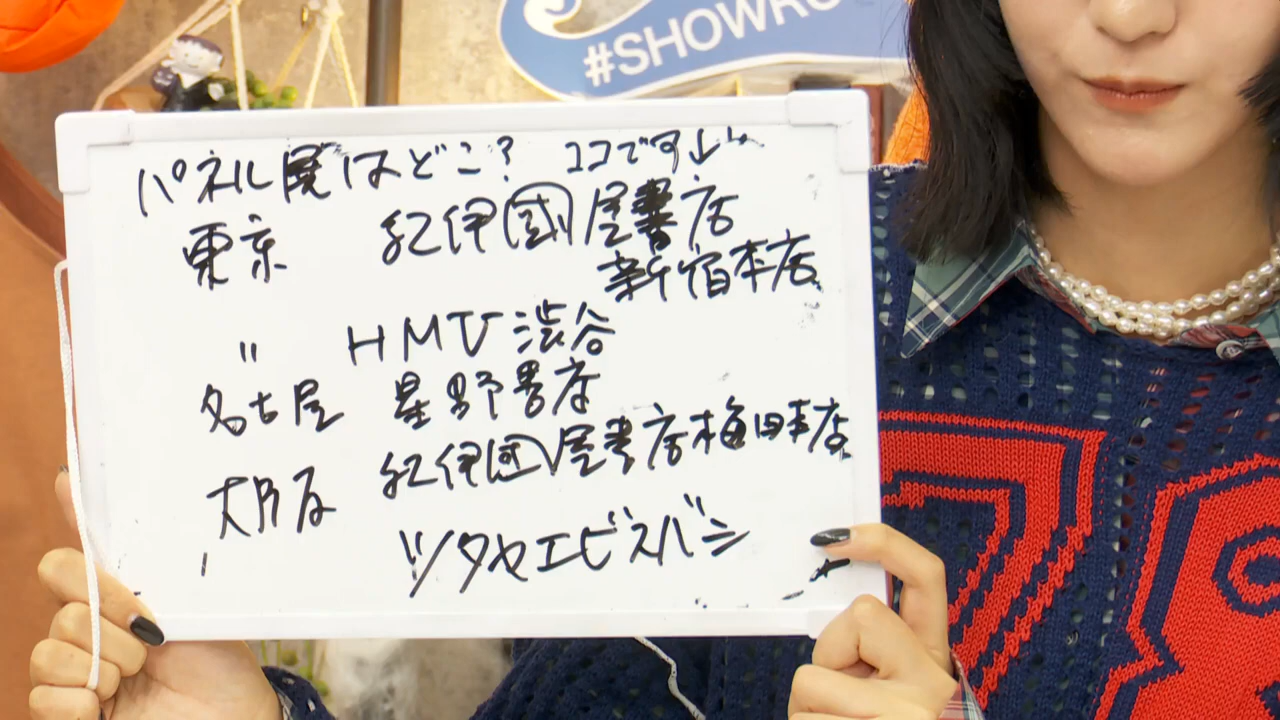 #SHOWRO
パネル展はどこ? ココです↓
東京 紀伊國屋書店
新宿本店
〃 HMV渋谷
名古屋 星野書店
大阪 紀伊國屋書店梅田本店
ツタヤエビスバシ
78